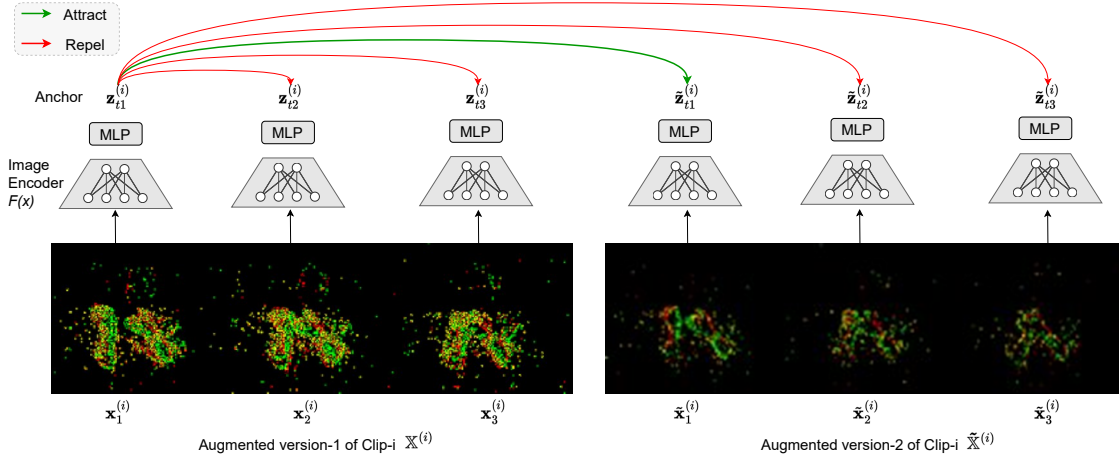 Attract
Repel
Anchor
z_{t1}^{(i)} z_{t2}^{(i)} z_{t3}^{(i)} z̃_{t1}^{(i)} z̃_{t2}^{(i)} z̃_{t3}^{(i)}
MLP MLP MLP MLP MLP MLP
Image
Encoder
F(x)
x_1^{(i)} x_2^{(i)} x_3^{(i)} x̃_1^{(i)} x̃_2^{(i)} x̃_3^{(i)}
Augmented version-1 of Clip-i 𝕏^{(i)} Augmented version-2 of Clip-i 𝕏̃^{(i)}